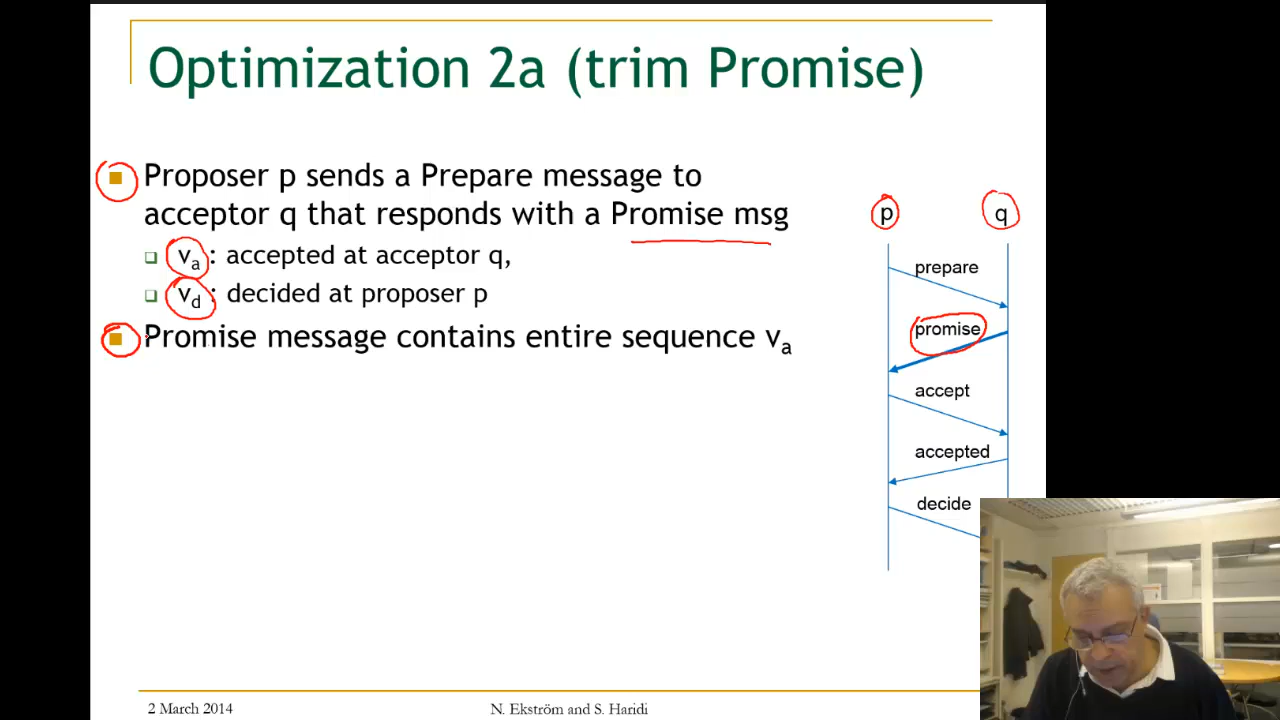 Optimization 2a (trim Promise)
Proposer p sends a Prepare message to
acceptor q that responds with a Promise msg
va : accepted at acceptor q,
vd : decided at proposer p
Promise message contains entire sequence va
p q
prepare
promise
accept
accepted
decide
2 March 2014 N. Ekström and S. Haridi